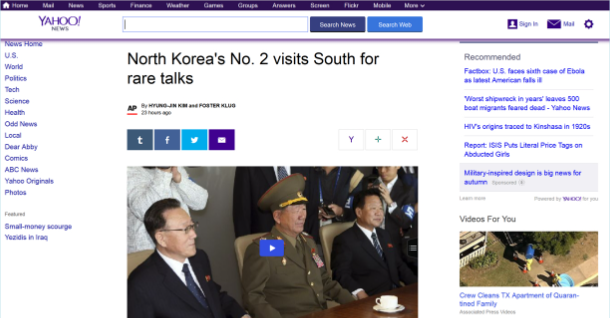 Home Mail News Sports Finance Weather Games Groups Answers Screen Flickr Mobile More
YAHOO!
NEWS
Search News
Search Web
Sign In
Mail
News Home
U.S.
World
Politics
Tech
Science
Health
Odd News
Local
Dear Abby
Comics
ABC News
Yahoo Originals
Photos
Featured
Small-money scourge
Yezidis in Iraq
North Korea's No. 2 visits South for
rare talks
AP
By HYUNG-JIN KIM and FOSTER KLUG
23 hours ago
t f
Y + X
Recommended
Factbox: U.S. faces sixth case of Ebola
as latest American falls ill
'Worst shipwreck in years' leaves 500
boat migrants feared dead - Yahoo News
HIV's origins traced to Kinshasa in 1920s
Report: ISIS Puts Literal Price Tags on
Abducted Girls
Military-inspired design is big news for
autumn Sponsored
Learn more
Powered by YAHOO! for you
Videos For You
Crew Cleans TX Apartment of Quaran-
tined Family
Associated Press Videos